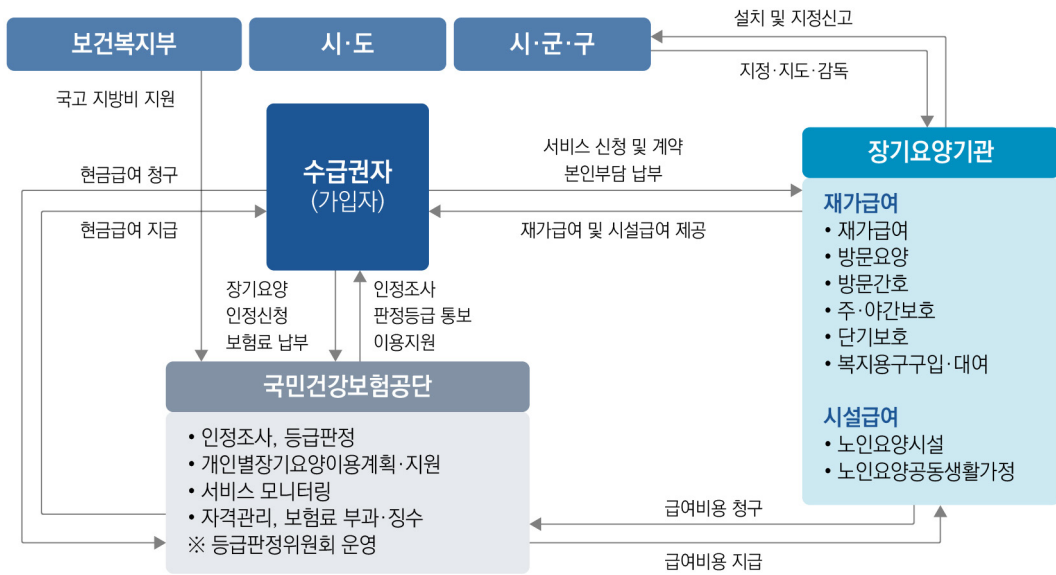 보건복지부
시·도
시·군·구
설치 및 지정신고
지정·지도·감독
국고 지방비 지원
수급권자
(가입자)
현금급여 청구
현금급여 지급
서비스 신청 및 계약
본인부담 납부
재가급여 및 시설급여 제공
장기요양기관
재가급여
• 재가급여
• 방문요양
• 방문간호
• 주·야간보호
• 단기보호
• 복지용구구입·대여
시설급여
• 노인요양시설
• 노인요양공동생활가정
장기요양
인정신청
보험료 납부
인정조사
판정등급 통보
이용지원
국민건강보험공단
• 인정조사, 등급판정
• 개인별장기요양이용계획·지원
• 서비스 모니터링
• 자격관리, 보험료 부과·징수
※ 등급판정위원회 운영
급여비용 청구
급여비용 지급